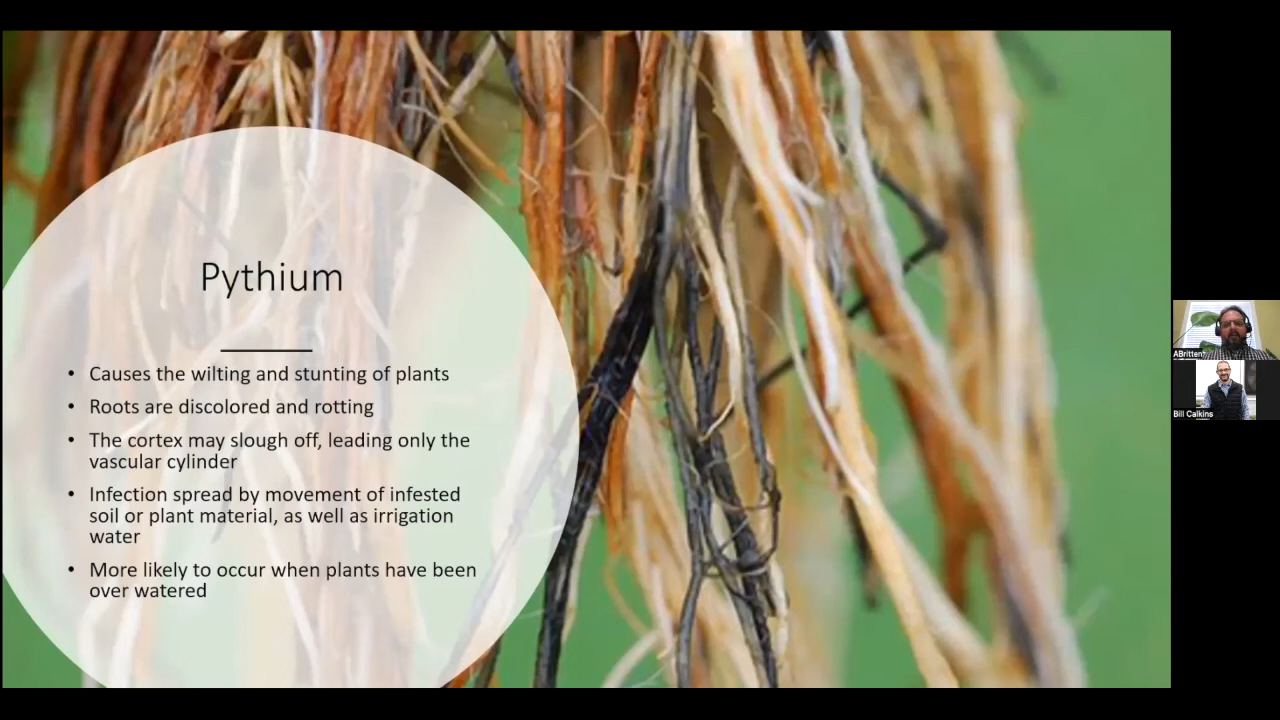 Pythium
• Causes the wilting and stunting of plants
• Roots are discolored and rotting
• The cortex may slough off, leading only the
vascular cylinder
• Infection spread by movement of infested
soil or plant material, as well as irrigation
water
• More likely to occur when plants have been
over watered
ABritten
Bill Calkins